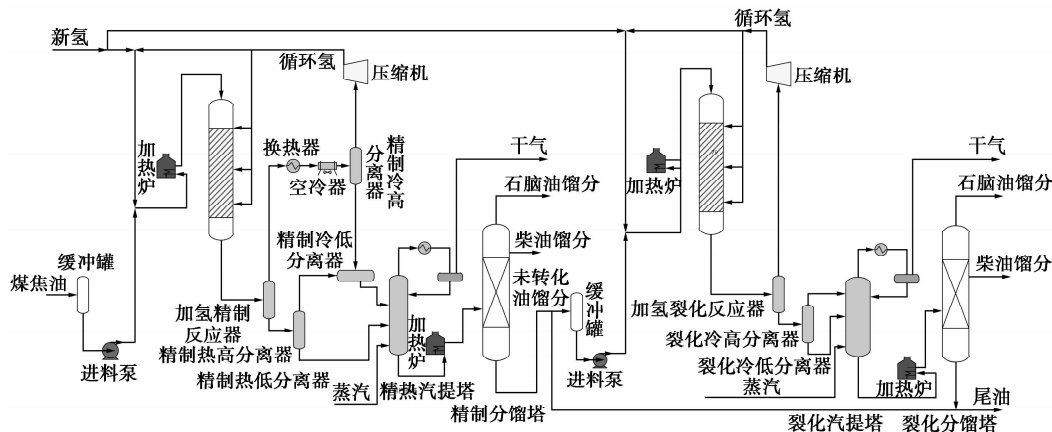 新氢
循环氢
压缩机
加热炉
换热器
空冷器
分离器
精制冷高
干气
石脑油馏分
柴油馏分
未转化
油馏分
精制冷低
分离器
缓冲罐
煤焦油
进料泵
加氢精制
反应器
精制热高分离器
精制热低分离器
蒸汽
加热炉
精热汽提塔
精制分馏塔
缓冲罐
进料泵
循环氢
压缩机
加热炉
干气
石脑油馏分
柴油馏分
加氢裂化反应器
裂化冷高分离器
裂化冷低分离器
蒸汽
加热炉
裂化汽提塔
裂化分馏塔
尾油